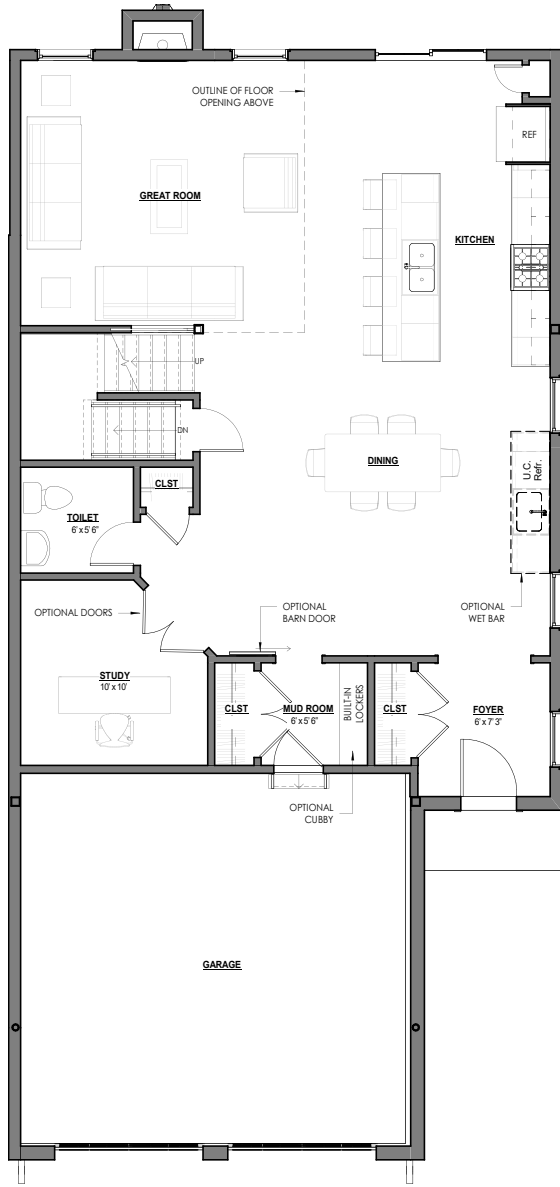 OUTLINE OF FLOOR
OPENING ABOVE
REF
GREAT ROOM
KITCHEN
UP
DN
DINING
U.C.
Refr.
CLST
TOILET
6' x 5' 6"
OPTIONAL DOORS
OPTIONAL
BARN DOOR
OPTIONAL
WET BAR
STUDY
10' x 10'
CLST
MUD ROOM
6' x 5' 6"
BUILT-IN
LOCKERS
CLST
FOYER
6' x 7' 3"
OPTIONAL
CUBBY
GARAGE